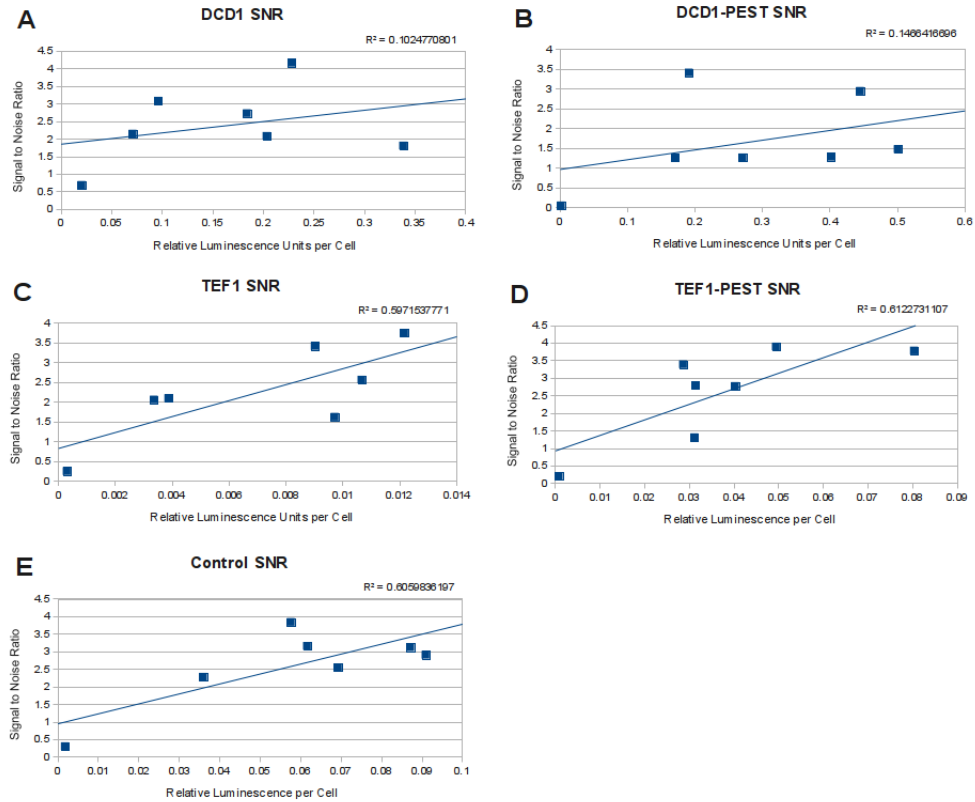 A
DCD1 SNR
R² = 0.1024770801
Signal to Noise Ratio
4.5
4
3.5
3
2.5
2
1.5
1
0.5
0
0 0.05 0.1 0.15 0.2 0.25 0.3 0.35 0.4
Relative Luminescence Units per Cell
B
DCD1-PEST SNR
R² = 0.1466416696
Signal to Noise Ratio
4
3.5
3
2.5
2
1.5
1
0.5
0
0 0.1 0.2 0.3 0.4 0.5 0.6
Relative Luminescence Units per Cell
C
TEF1 SNR
R² = 0.5971537771
Signal to Noise Ratio
4
3.5
3
2.5
2
1.5
1
0.5
0
0 0.002 0.004 0.006 0.008 0.01 0.012 0.014
Relative Luminescence Units per Cell
D
TEF1-PEST SNR
R² = 0.6122731107
Signal to Noise Ratio
4.5
4
3.5
3
2.5
2
1.5
1
0.5
0
0 0.01 0.02 0.03 0.04 0.05 0.06 0.07 0.08 0.09
Relative Luminescence per Cell
E
Control SNR
R² = 0.6059836197
Signal to Noise Ratio
4.5
4
3.5
3
2.5
2
1.5
1
0.5
0
0 0.01 0.02 0.03 0.04 0.05 0.06 0.07 0.08 0.09 0.1
Relative Luminescence per Cell